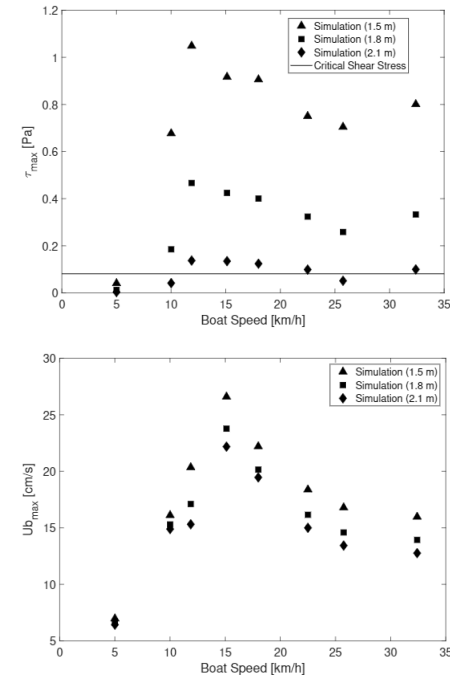 1.2
1
0.8
0.6
0.4
0.2
0
τmax [Pa]
Simulation (1.5 m)
Simulation (1.8 m)
Simulation (2.1 m)
Critical Shear Stress
0 5 10 15 20 25 30 35
Boat Speed [km/h]
30
25
20
15
10
5
Ubmax [cm/s]
Simulation (1.5 m)
Simulation (1.8 m)
Simulation (2.1 m)
0 5 10 15 20 25 30 35
Boat Speed [km/h]